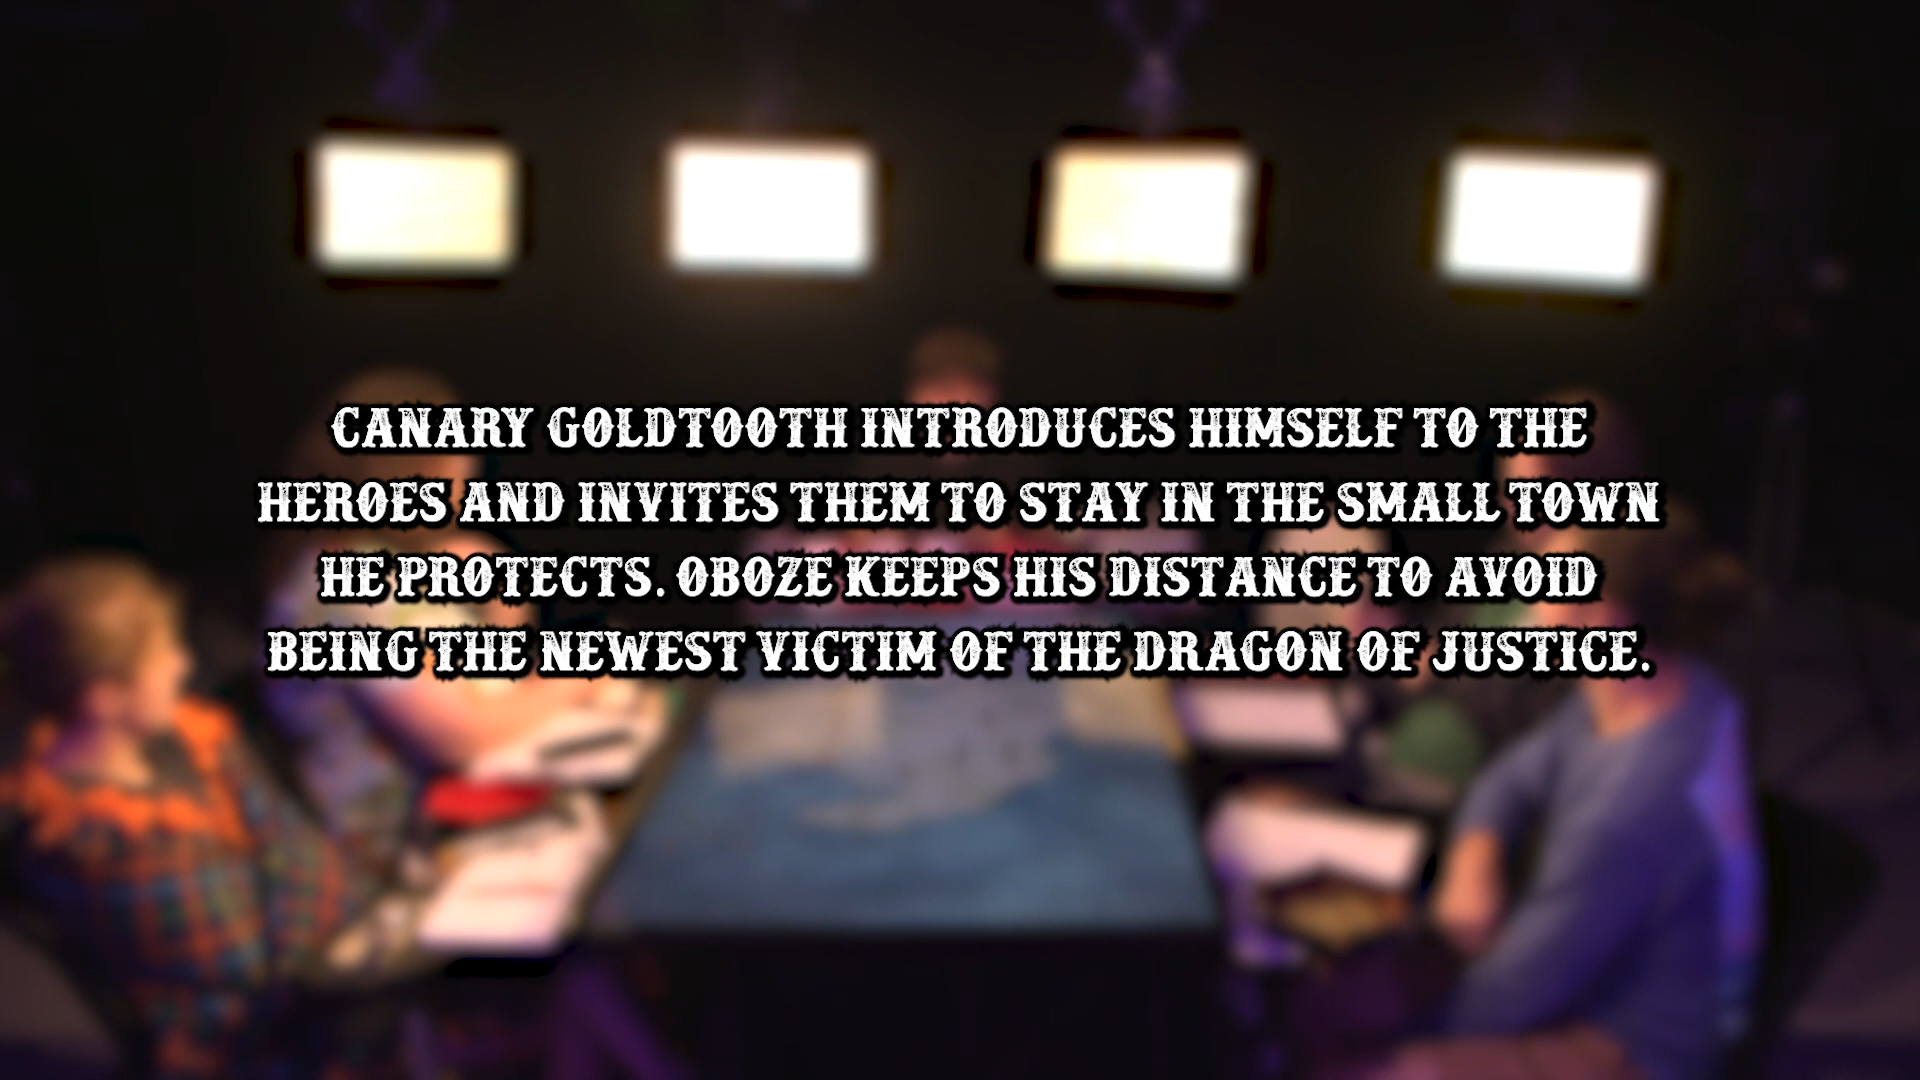 CANARY GOLDTOOTH INTRODUCES HIMSELF TO THE
HEROES AND INVITES THEM TO STAY IN THE SMALL TOWN
HE PROTECTS. OBOZE KEEPS HIS DISTANCE TO AVOID
BEING THE NEWEST VICTIM OF THE DRAGON OF JUSTICE.